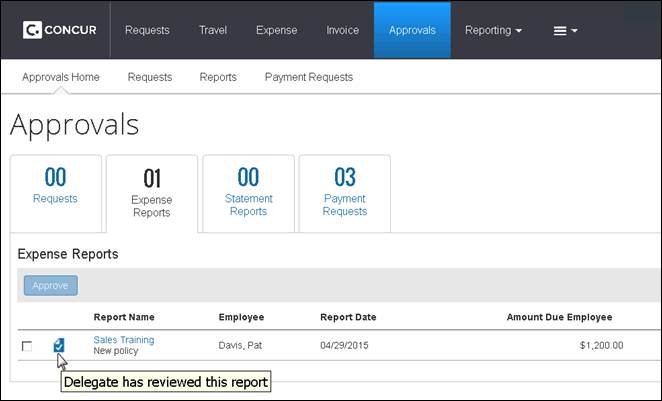 C. CONCUR Requests Travel Expense Invoice Approvals Reporting
Approvals Home Requests Reports Payment Requests
Approvals
00 01 00 03
Requests Expense Reports Statement Reports Payment Requests
Expense Reports
Approve
Report Name Employee Report Date Amount Due Employee
Sales Training Davis, Pat 04/29/2015 $1,200.00
New policy
Delegate has reviewed this report